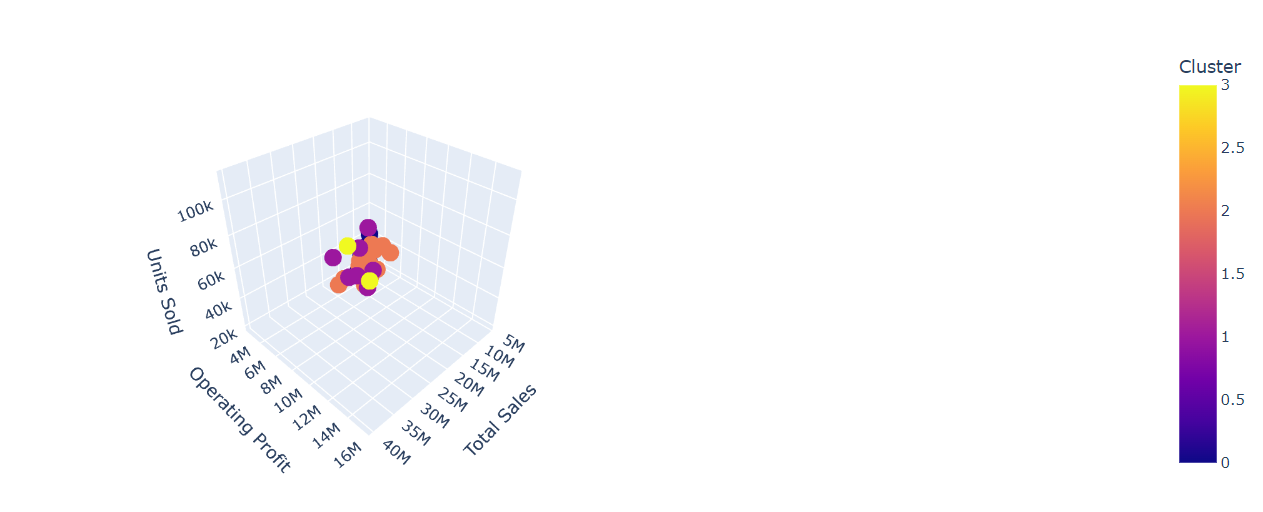 Cluster
3
2.5
2
1.5
1
0.5
0
Units Sold
100k
80k
60k
40k
20k
Operating Profit
4M
6M
8M
10M
12M
14M
16M
Total Sales
5M
10M
15M
20M
25M
30M
35M
40M